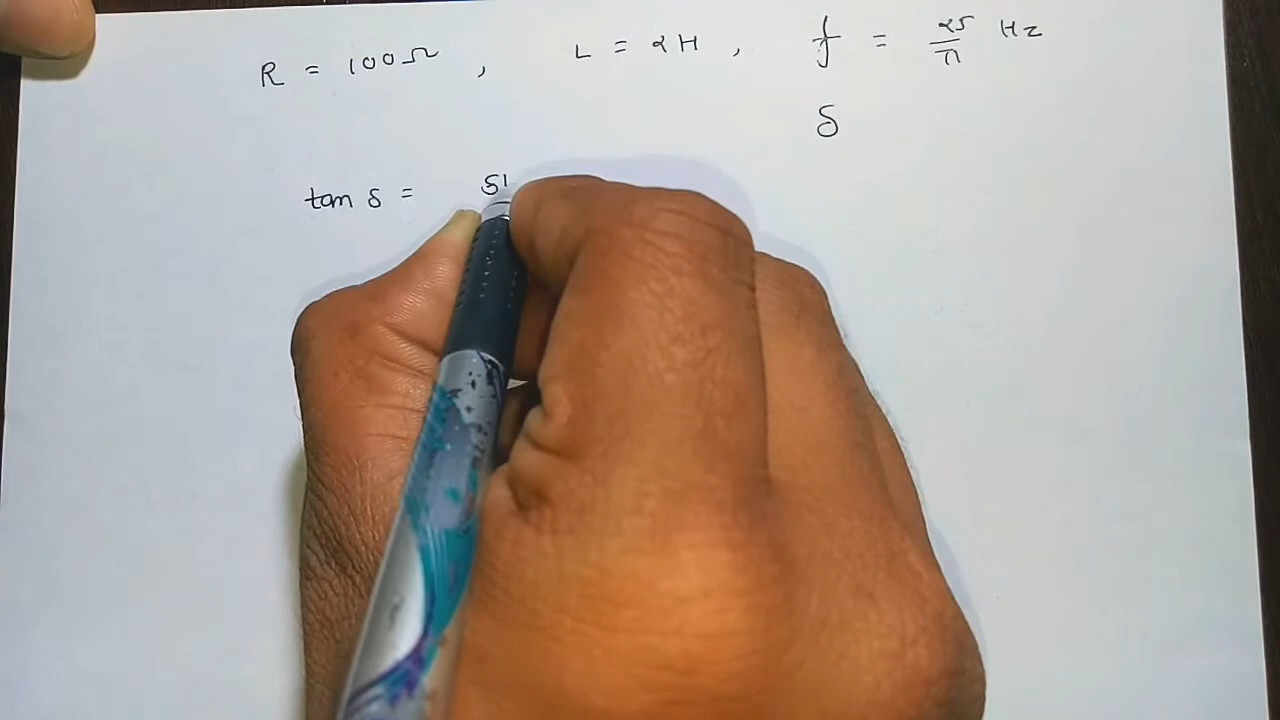 R = 100Ω , L = 2H , f = 25/π Hz
δ
tan δ =